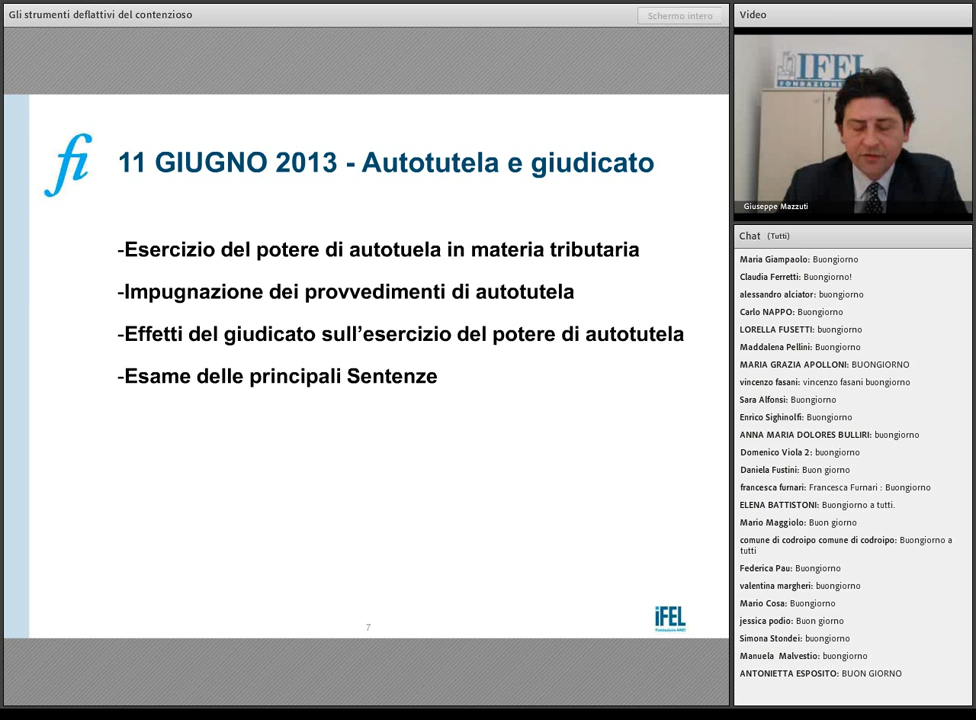 Gli strumenti deflattivi del contenzioso
Schermo intero
fi
11 GIUGNO 2013 - Autotutela e giudicato
-Esercizio del potere di autotuela in materia tributaria
-Impugnazione dei provvedimenti di autotutela
-Effetti del giudicato sull’esercizio del potere di autotutela
-Esame delle principali Sentenze
7
iFEL
Fondazione ANCI
Video
IFEL
FONDAZIONE
Giuseppe Mazzuti
Chat (Tutti)
Maria Giampaolo: Buongiorno
Claudia Ferretti: Buongiorno!
alessandro alciator: buongiorno
Carlo NAPPO: Buongiorno
LORELLA FUSETTI: buongiorno
Maddalena Pellini: Buongiorno
MARIA GRAZIA APOLLONI: BUONGIORNO
vincenzo fasani: vincenzo fasani buongiorno
Sara Alfonsi: Buongiorno
Enrico Sighinolfi: Buongiorno
ANNA MARIA DOLORES BULLIRI: buongiorno
Domenico Viola 2: buongiorno
Daniela Fustini: Buon giorno
francesca furnari: Francesca Furnari : Buongiorno
ELENA BATTISTONI: Buongiorno a tutti.
Mario Maggiolo: Buon giorno
comune di codroipo comune di codroipo: Buongiorno a
tutti
Federica Pau: Buongiorno
valentina margheri: buongiorno
Mario Cosa: Buongiorno
jessica podio: Buon giorno
Simona Stondei: buongiorno
Manuela Malvestio: buongiorno
ANTONIETTA ESPOSITO: BUON GIORNO